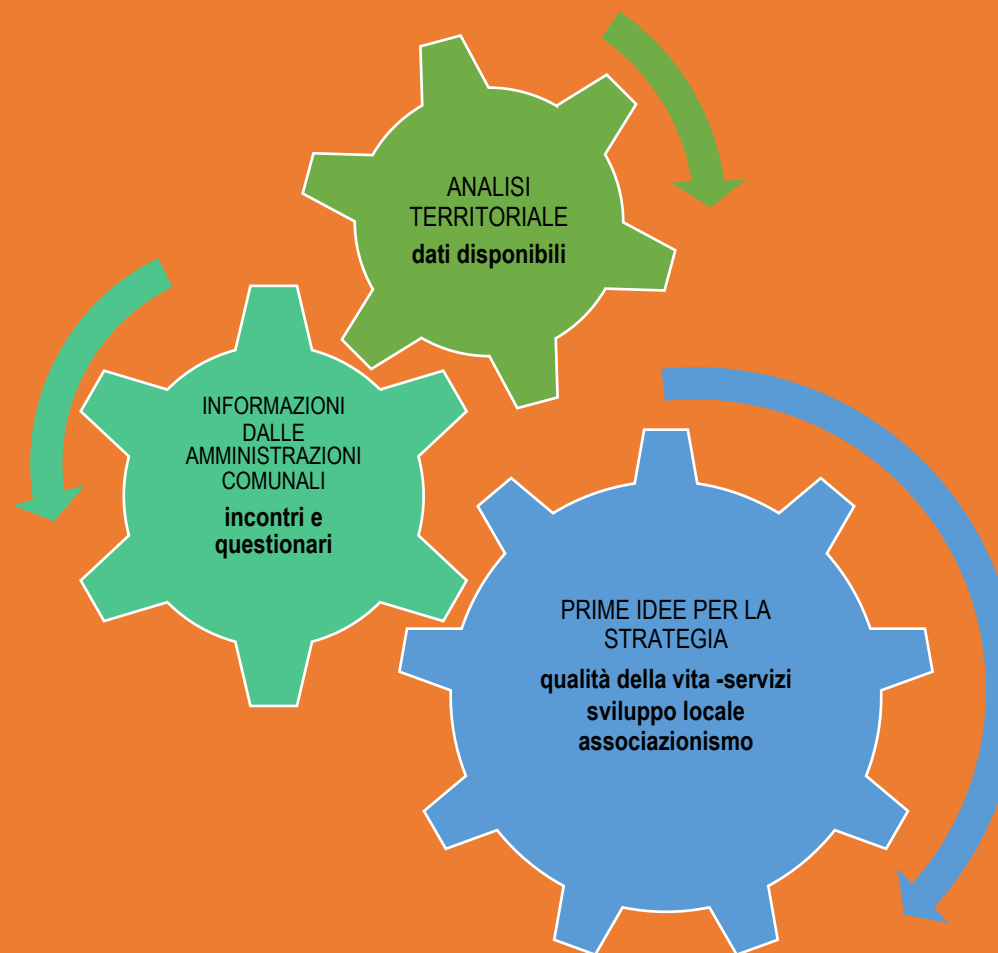 ANALISI
TERRITORIALE
dati disponibili
INFORMAZIONI
DALLE
AMMINISTRAZIONI
COMUNALI
incontri e
questionari
PRIME IDEE PER LA
STRATEGIA
qualità della vita -servizi
sviluppo locale
associazionismo